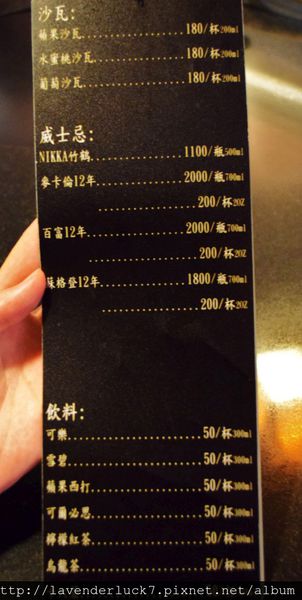 沙瓦:
蘋果沙瓦..................180/杯200ml
水蜜桃沙瓦...............180/杯200ml
葡萄沙瓦..................180/杯200ml
威士忌:
NIKKA竹鶴...............1100/瓶500ml
麥卡倫12年...............2000/瓶700ml
..................200/杯2OZ
百富12年..................2000/瓶700ml
..................200/杯2OZ
蘇格登12年...............1800/瓶700ml
..................200/杯2OZ
飲料:
可樂........................50/杯300ml
雪碧........................50/杯300ml
蘋果西打..................50/杯300ml
可爾必思..................50/杯300ml
檸檬紅茶..................50/杯300ml
烏龍茶.....................50/杯300ml
http://lavenderluck7.pixnet.net/album